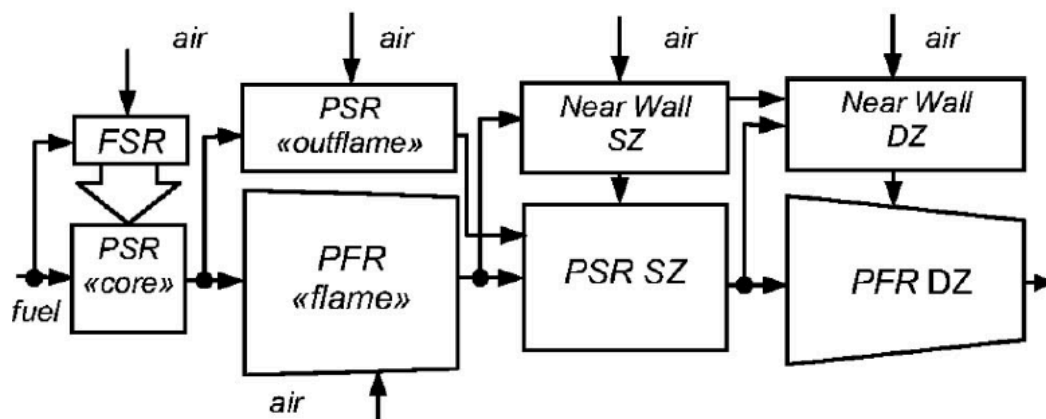 air
air
air
air
FSR
PSR
«outflame»
Near Wall
SZ
Near Wall
DZ
PSR
«core»
PFR
«flame»
PSR SZ
PFR DZ
fuel
air